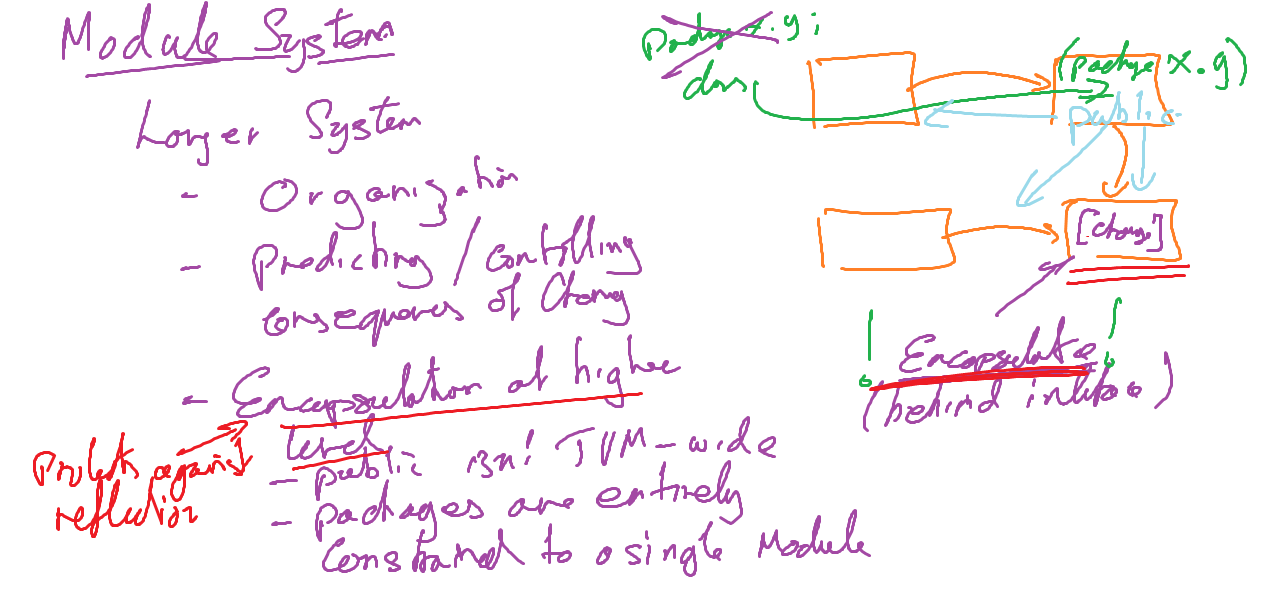 Module System
Larger System
- Organization
- Predicting / Controlling
consequences of Change
- Encapsulation at higher
level
- public isn't JVM-wide
- packages are entirely
constrained to a single Module
Protects against
reflection
package x.y;
class
(package x.y)
public
[change]
! Encapsulate !
(behind interface)